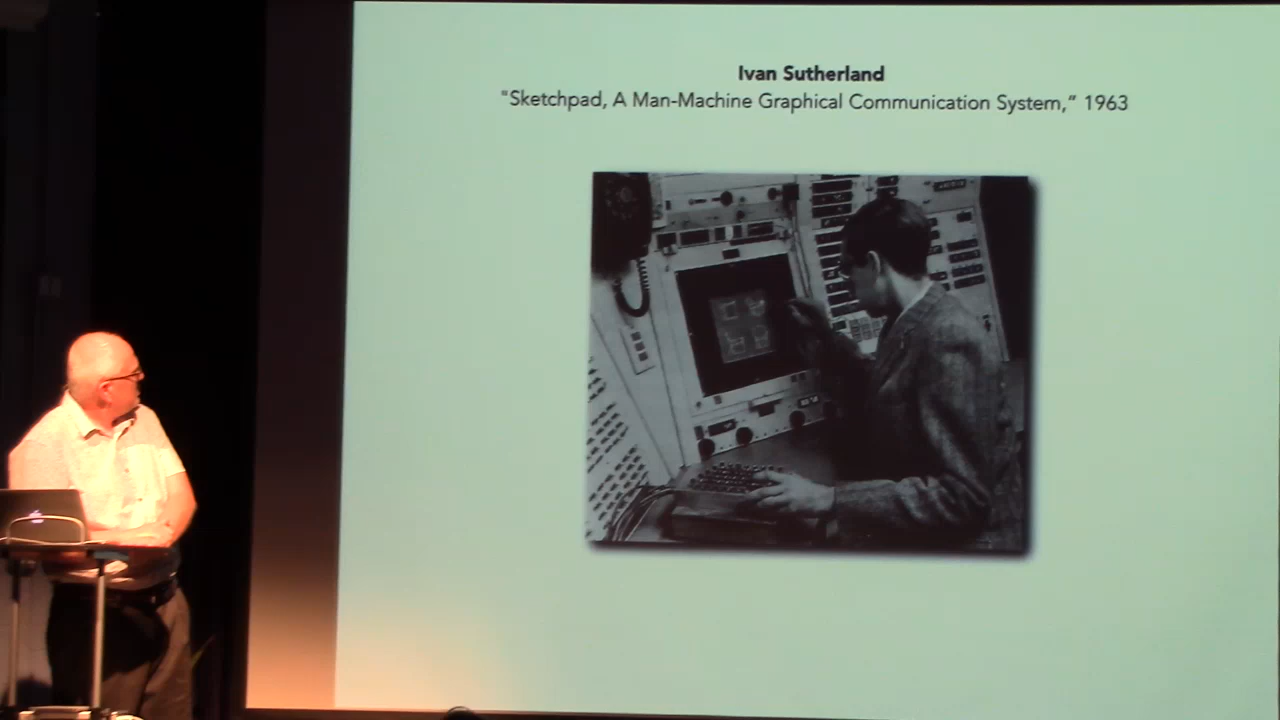 Ivan Sutherland
"Sketchpad, A Man-Machine Graphical Communication System," 1963